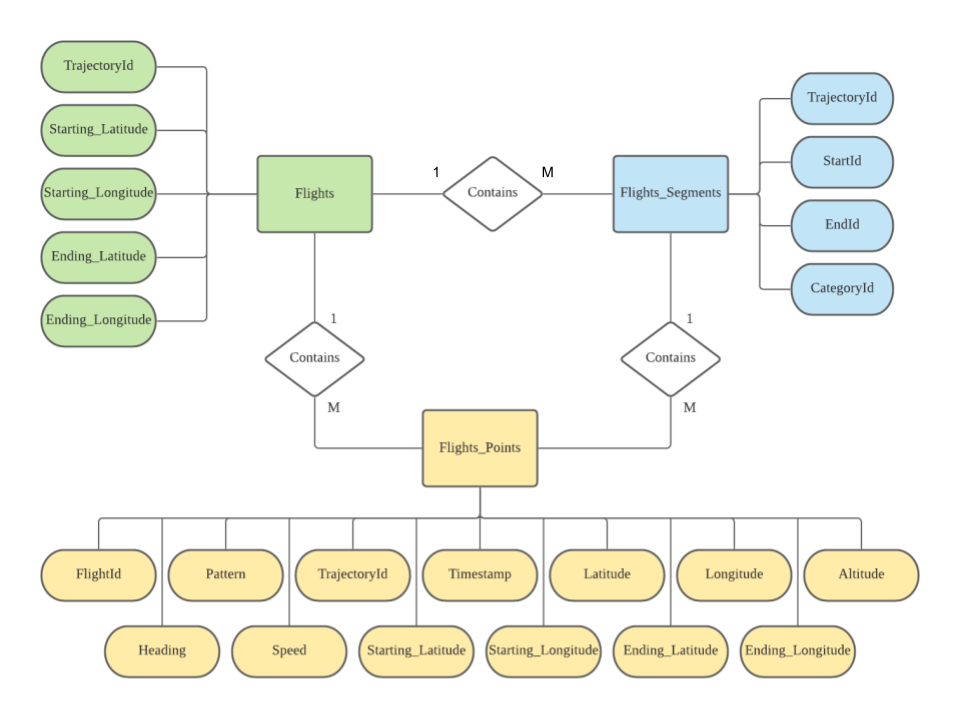 TrajectoryId
Starting_Latitude
Starting_Longitude
Ending_Latitude
Ending_Longitude
Flights
1
Contains
M
Flights_Segments
TrajectoryId
StartId
EndId
CategoryId
1
Contains
M
1
Contains
M
Flights_Points
FlightId
Pattern
TrajectoryId
Timestamp
Latitude
Longitude
Altitude
Heading
Speed
Starting_Latitude
Starting_Longitude
Ending_Latitude
Ending_Longitude